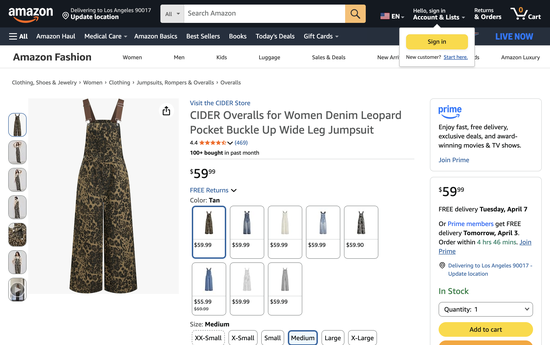 amazon
Delivering to Los Angeles 90017
Update location
All
Search Amazon
EN
Hello, sign in
Account & Lists
Returns
& Orders
0
Cart
All
Amazon Haul
Medical Care
Amazon Basics
Best Sellers
Books
Today's Deals
Gift Cards
LIVE NOW
Sign in
New customer? Start here.
Amazon Fashion
Women
Men
Kids
Luggage
Sales & Deals
New Arri
ds
Amazon Luxury
Clothing, Shoes & Jewelry › Women › Clothing › Jumpsuits, Rompers & Overalls › Overalls
Visit the CIDER Store
CIDER Overalls for Women Denim Leopard
Pocket Buckle Up Wide Leg Jumpsuit
4.4
(469)
100+ bought in past month
$5999
FREE Returns
Color: Tan
$59.99
$59.99
$59.99
$59.99
$59.90
$55.99
$59.99
$59.99
$59.99
Size: Medium
XX-Small
X-Small
Small
Medium
Large
X-Large
prime
Enjoy fast, free delivery,
exclusive deals, and award-
winning movies & TV shows.
Join Prime
$5999
FREE delivery Tuesday, April 7
Or Prime members get FREE
delivery Tomorrow, April 3.
Order within 4 hrs 46 mins. Join
Prime
Delivering to Los Angeles 90017 -
Update location
In Stock
Quantity: 1
Add to cart